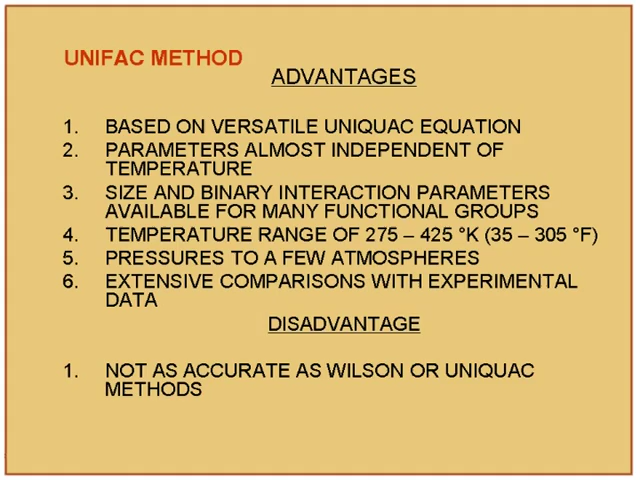 UNIFAC METHOD
ADVANTAGES
1. BASED ON VERSATILE UNIQUAC EQUATION
2. PARAMETERS ALMOST INDEPENDENT OF
TEMPERATURE
3. SIZE AND BINARY INTERACTION PARAMETERS
AVAILABLE FOR MANY FUNCTIONAL GROUPS
4. TEMPERATURE RANGE OF 275 – 425 °K (35 – 305 °F)
5. PRESSURES TO A FEW ATMOSPHERES
6. EXTENSIVE COMPARISONS WITH EXPERIMENTAL
DATA
DISADVANTAGE
1. NOT AS ACCURATE AS WILSON OR UNIQUAC
METHODS